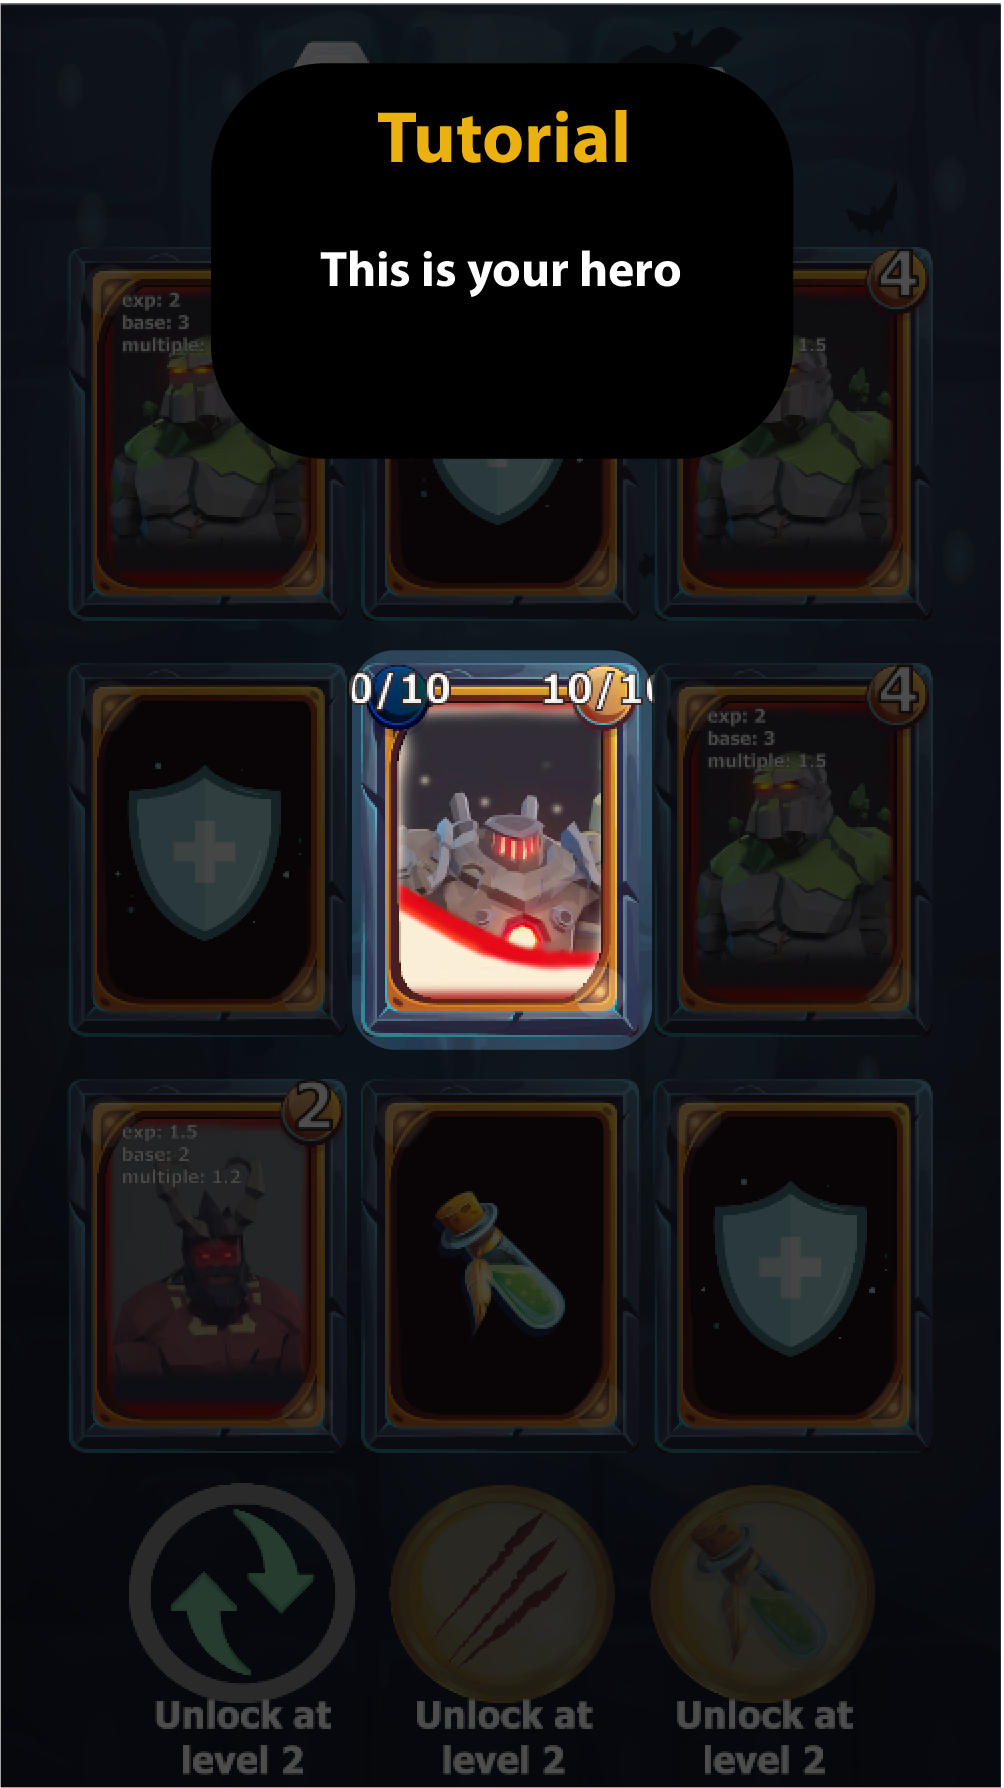 Tutorial
This is your hero
4
exp: 2
base: 3
multiple:
1.5
0/10
10/10
4
exp: 2
base: 3
multiple: 1.5
2
exp: 1.5
base: 2
multiple: 1.2
Unlock at
level 2
Unlock at
level 2
Unlock at
level 2